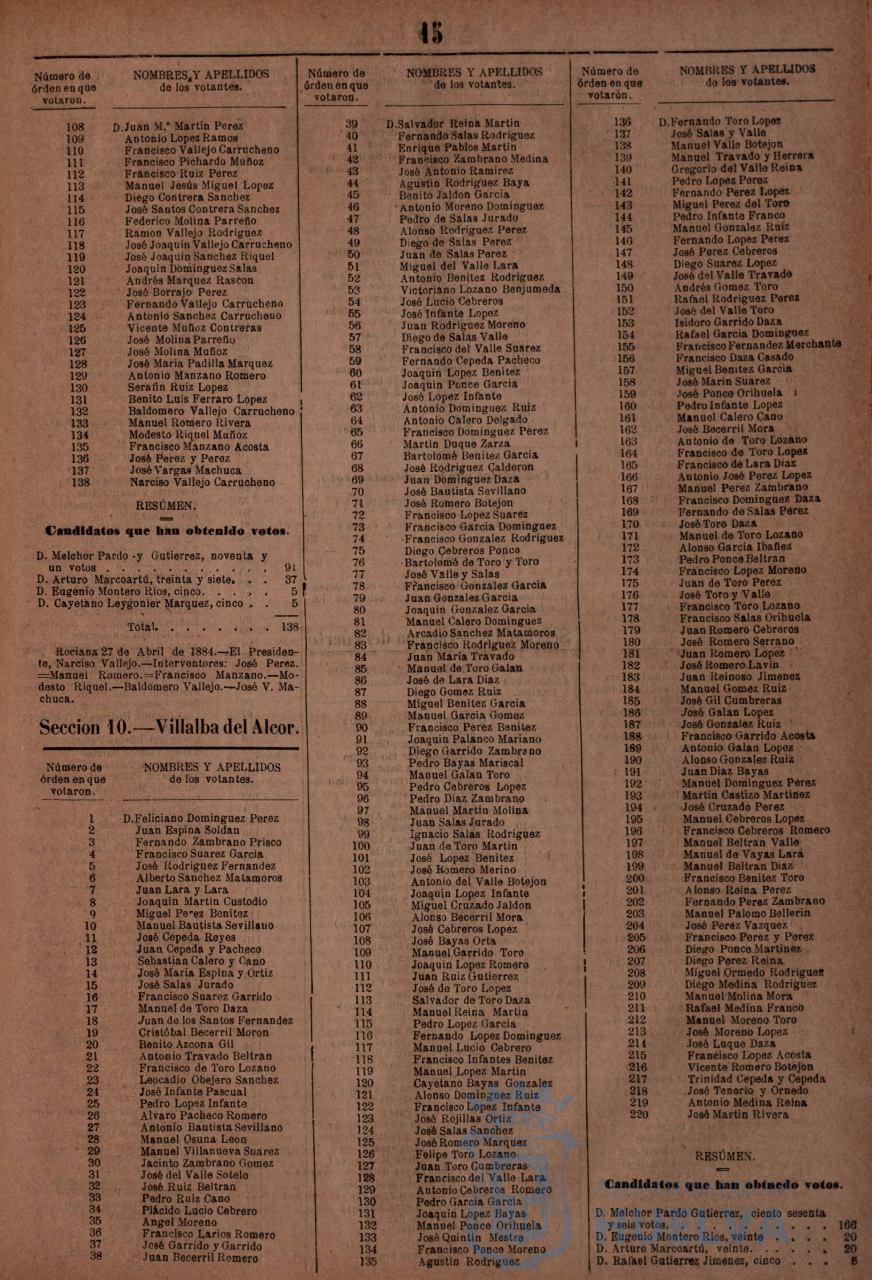 15
Número de
órden en que
votaron.
NOMBRES Y APELLIDOS
de los votantes.
108 D. Juan M.ª Martin Perez
109 Antonio Lopez Ramos
110 Francisco Vallejo Carrucheno
111 Francisco Pichardo Muñoz
112 Francisco Ruiz Perez
113 Manuel Jesús Miguel Lopez
114 Diego Contrera Sanchez
115 José Santos Contrera Sanchez
116 Federico Molina Parreño
117 Ramon Vallejo Rodriguez
118 José Joaquin Vallejo Carrucheno
119 José Joaquin Sanchez Riquel
120 Joaquin Dominguez Salas
121 Andrés Marquez Rascon
122 José Borrajo Perez
123 Fernando Vallejo Carrucheno
124 Antonio Sanchez Carrucheno
125 Vicente Muñoz Contreras
126 José Molina Parreño
127 José Molina Muñoz
128 José Maria Padilla Marquez
129 Antonio Manzano Romero
130 Serafin Ruiz Lopez
131 Benito Luis Ferraro Lopez
132 Baldomero Vallejo Carrucheno
133 Manuel Romero Rivera
134 Modesto Riquel Muñoz
135 Francisco Manzano Acosta
136 José Perez y Perez
137 José Vargas Machuca
138 Narciso Vallejo Carrucheno
RESÚMEN.
Candidatos que han obtenido votos.
D. Melchor Pardo y Gutierrez, noventa y
un votos . . . . . . . . . . . 91
D. Arturo Marcoartú, treinta y siete. . . 37
D. Eugenio Montero Rios, cinco. . . . 5
D. Cayetano Leygonier Marquez, cinco . . 5
Total. . . . . . . . 138
Rociana 27 de Abril de 1884.—El Presiden-
te, Narciso Vallejo.—Interventores: José Perez.
=Manuel Romero.=Francisco Manzano.—Mo-
desto Riquel.—Baldomero Vallejo.—José V. Ma-
chuca.
Seccion 10.—Villalba del Alcor.
Número de
órden en que
votaron.
NOMBRES Y APELLIDOS
de los votantes.
1 D. Feliciano Dominguez Perez
2 Juan Espina Soldan
3 Fernando Zambrano Prisco
4 Francisco Suarez Garcia
5 José Rodriguez Fernandez
6 Alberto Sanchez Matamoros
7 Juan Lara y Lara
8 Joaquin Martin Custodio
9 Miguel Perez Benitez
10 Manuel Bautista Sevillano
11 José Cepeda Reyes
12 Juan Cepeda y Pacheco
13 Sebastian Calero y Cano
14 José Maria Espina y Ortiz
15 José Salas Jurado
16 Francisco Suarez Garrido
17 Manuel de Toro Daza
18 Juan de los Santos Fernandez
19 Cristóbal Becerril Moron
20 Benito Azcona Gil
21 Antonio Travado Beltran
22 Francisco de Toro Lozano
23 Leocadio Obejero Sanchez
24 José Infante Pascual
25 Pedro Lopez Infante
26 Alvaro Pacheco Romero
27 Antonio Bautista Sevillano
28 Manuel Osuna Leon
29 Manuel Villanueva Suarez
30 Jacinto Zambrano Gomez
31 José del Valle Sotelo
32 José Ruiz Beltran
33 Pedro Ruiz Cano
34 Plácido Lucio Cebrero
35 Angel Moreno
36 Francisco Larios Romero
37 José Garrido y Garrido
38 Juan Becerril Romero
Número de
órden en que
votaron.
NOMBRES Y APELLIDOS
de los votantes.
39 D. Salvador Reina Martin
40 Fernando Salas Rodriguez
41 Enrique Pablos Martin
42 Francisco Zambrano Medina
43 José Antonio Ramirez
44 Agustin Rodriguez Baya
45 Benito Jaldon Garcia
46 Antonio Moreno Dominguez
47 Pedro de Salas Jurado
48 Alonso Rodriguez Perez
49 Diego de Salas Perez
50 Juan de Salas Perez
51 Miguel del Valle Lara
52 Antonio Benitez Rodriguez
53 Victoriano Lozano Benjumeda
54 José Lucio Cebreros
55 José Infante Lopez
56 Juan Rodriguez Moreno
57 Diego de Salas Valle
58 Francisco del Valle Suarez
59 Fernando Cepeda Pacheco
60 Joaquin Lopez Benitez
61 Joaquin Ponce Garcia
62 José Lopez Infante
63 Antonio Dominguez Ruiz
64 Antonio Calero Delgado
65 Francisco Dominguez Perez
66 Martin Duque Zarza
67 Bartolomé Benitez Garcia
68 José Rodriguez Calderon
69 Juan Dominguez Daza
70 José Bautista Sevillano
71 José Romero Botejon
72 Francisco Lopez Suarez
73 Francisco Garcia Dominguez
74 Francisco Gonzalez Rodriguez
75 Diego Cebreros Ponce
76 Bartolomé de Toro y Toro
77 José Valle y Salas
78 Francisco Gonzalez Garcia
79 Juan Gonzalez Garcia
80 Joaquin Gonzalez Garcia
81 Manuel Calero Dominguez
82 Arcadio Sanchez Matamoros
83 Francisco Rodriguez Moreno
84 Juan Maria Travado
85 Manuel de Toro Galan
86 José de Lara Diaz
87 Diego Gomez Ruiz
88 Miguel Benitez Garcia
89 Manuel Garcia Gomez
90 Francisco Perez Benitez
91 Joaquin Palanco Mariano
92 Diego Garrido Zambrano
93 Pedro Bayas Mariscal
94 Manuel Galan Toro
95 Pedro Cebreros Lopez
96 Pedro Diaz Zambrano
97 Manuel Martin Molina
98 Juan Salas Jurado
99 Ignacio Salas Rodriguez
100 Juan de Toro Martin
101 José Lopez Benitez
102 José Romero Merino
103 Antonio del Valle Botejon
104 Joaquin Lopez Infante
105 Miguel Cruzado Jaldon
106 Alonso Becerril Mora
107 José Cebreros Lopez
108 José Bayas Orta
109 Manuel Garrido Toro
110 Joaquin Lopez Romero
111 Juan Ruiz Gutierrez
112 José de Toro Lopez
113 Salvador de Toro Daza
114 Manuel Reina Martin
115 Pedro Lopez Garcia
116 Fernando Lopez Dominguez
117 Manuel Lucio Cebrero
118 Francisco Infantes Benitez
119 Manuel Lopez Martin
120 Cayetano Bayas Gonzalez
121 Alonso Dominguez Ruiz
122 Francisco Lopez Infante
123 José Rojillas Ortiz
124 José Salas Sanchez
125 José Romero Marquez
126 Felipe Toro Lozano
127 Juan Toro Cumbreras
128 Francisco del Valle Lara
129 Antonio Cebreros Romero
130 Pedro Garcia Garcia
131 Joaquin Lopez Bayas
132 Manuel Ponce Orihuela
133 José Quintin Mestre
134 Francisco Ponce Moreno
135 Agustin Rodriguez
Número de
órden en que
votarón.
NOMBRES Y APELLIDOS
de los votantes.
136 D. Fernando Toro Lopez
137 José Salas y Valle
138 Manuel Valle Botejon
139 Manuel Travado y Herrera
140 Gregorio del Valle Reina
141 Pedro Lopez Perez
142 Fernando Perez Lopez
143 Miguel Perez del Toro
144 Pedro Infante Franco
145 Manuel Gonzalez Ruiz
146 Fernando Lopez Perez
147 José Perez Cebreros
148 Diego Suarez Lopez
149 José del Valle Travado
150 Andrés Gomez Toro
151 Rafael Rodriguez Perez
152 José del Valle Toro
153 Isidoro Garrido Daza
154 Rafael Garcia Dominguez
155 Francisco Fernandez Merchante
156 Francisco Daza Casado
157 Miguel Benitez Garcia
158 José Marin Suarez
159 José Ponce Orihuela
160 Pedro Infante Lopez
161 Manuel Calero Cano
162 José Becerril Mora
163 Antonio de Toro Lozano
164 Francisco de Toro Lopez
165 Francisco de Lara Diaz
166 Antonio José Perez Lopez
167 Manuel Perez Zambrano
168 Francisco Dominguez Daza
169 Fernando de Salas Pérez
170 José Toro Daza
171 Manuel de Toro Lozano
172 Alonso Garcia Ibañez
173 Pedro Ponce Beltran
174 Francisco Lopez Moreno
175 Juan de Toro Perez
176 José Toro y Valle
177 Francisco Toro Lozano
178 Francisco Salas Orihuela
179 Juan Romero Cebreros
180 José Romero Serrano
181 Juan Romero Lopez
182 José Romero Lavin
183 Juan Reinoso Jimenez
184 Manuel Gomez Ruiz
185 José Gil Cumbreras
186 José Galan Lopez
187 José Gonzalez Ruiz
188 Francisco Garrido Acosta
189 Antonio Galan Lopez
190 Alonso Gonzalez Ruiz
191 Juan Diaz Bayas
192 Manuel Dominguez Perez
193 Martin Castizo Martinez
194 José Cruzado Perez
195 Manuel Cebreros Lopez
196 Francisco Cebreros Romero
197 Manuel Beltran Valle
198 Manuel de Vayas Lara
199 Manuel Beltran Diaz
200 Francisco Benitez Toro
201 Alonso Reina Perez
202 Fernando Perez Zambrano
203 Manuel Palomo Bellerin
204 José Perez Vazquez
205 Francisco Perez y Perez
206 Diego Ponce Martinez
207 Diego Perez Reina
208 Miguel Ormedo Rodriguez
209 Diego Medina Rodriguez
210 Manuel Molina Mora
211 Rafael Medina Franco
212 Manuel Moreno Toro
213 José Moreno Lopez
214 José Luque Daza
215 Francisco Lopez Acosta
216 Vicente Romero Botejon
217 Trinidad Cepeda y Cepeda
218 José Tenorio y Ornedo
219 Antonio Medina Reina
220 José Martin Rivera
RESÚMEN.
Candidatos que han obtnedo votos.
D. Melchor Pardo Gutierrez, ciento sesenta
y seis votos. . . . . . . . . . . 166
D. Eugenio Montero Rios, veinte . . . . 20
D. Arturo Marcoartú, veinte. . . . . . 20
D. Rafael Gutierrez Jimenez, cinco . . . 5